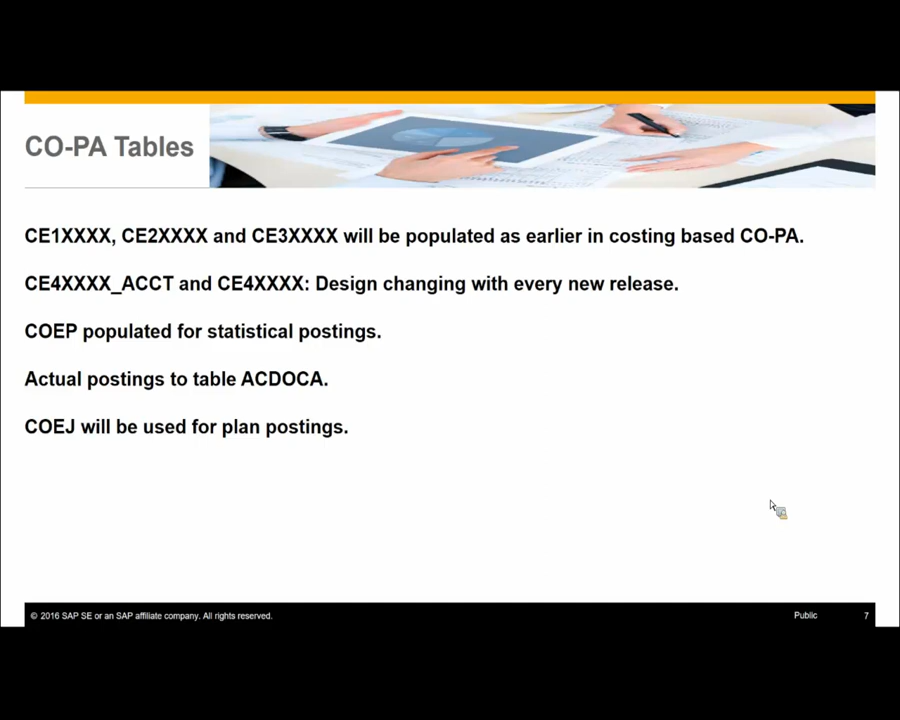 CO-PA Tables
CE1XXXX, CE2XXXX and CE3XXXX will be populated as earlier in costing based CO-PA.
CE4XXXX_ACCT and CE4XXXX: Design changing with every new release.
COEP populated for statistical postings.
Actual postings to table ACDOCA.
COEJ will be used for plan postings.
© 2016 SAP SE or an SAP affiliate company. All rights reserved.
Public
7